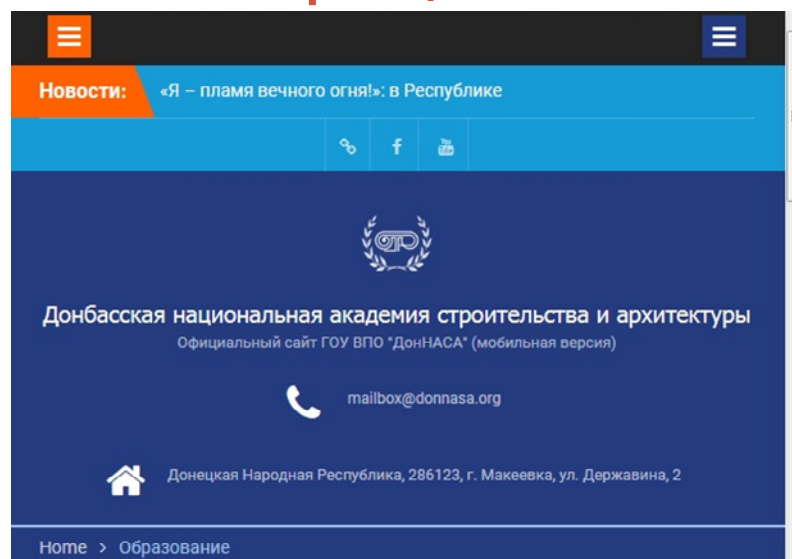 Новости: «Я – пламя вечного огня!»: в Республике
Донбасская национальная академия строительства и архитектуры
Официальный сайт ГОУ ВПО "ДонНАСА" (мобильная версия)
mailbox@donnasa.org
Донецкая Народная Республика, 286123, г. Макеевка, ул. Державина, 2
Home > Образование